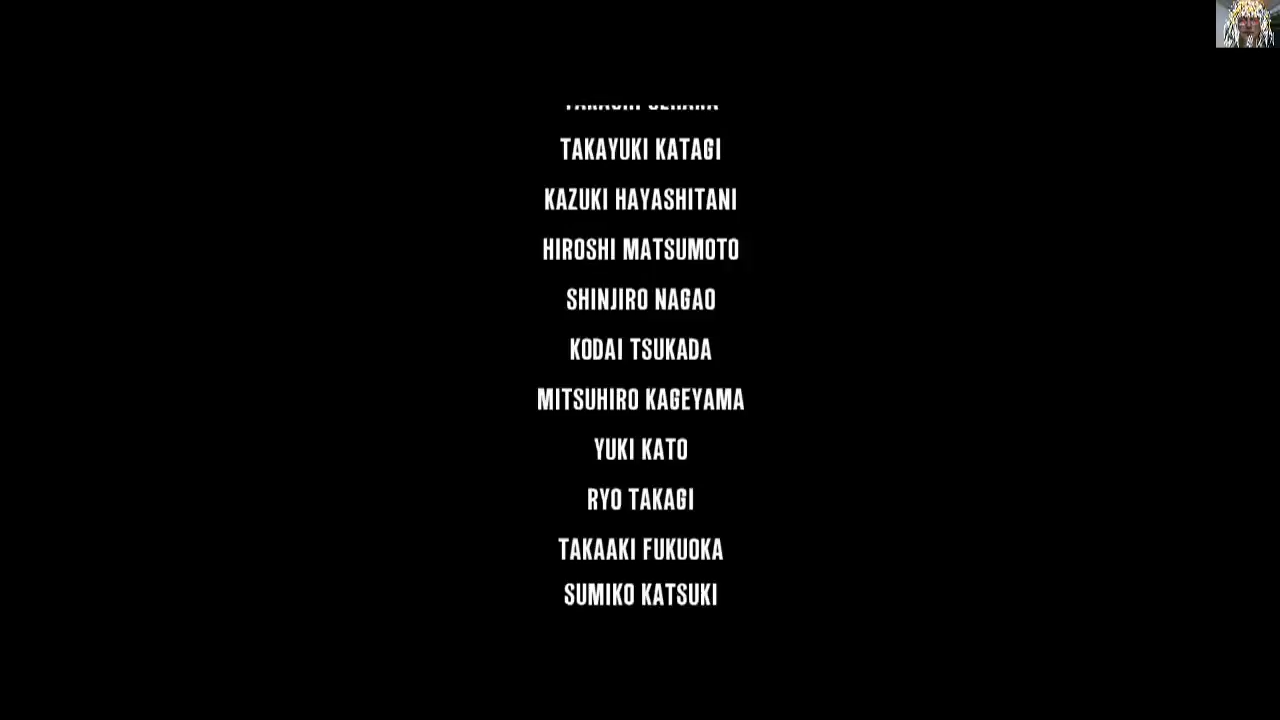 TAKAYUKI KATAGI
KAZUKI HAYASHITANI
HIROSHI MATSUMOTO
SHINJIRO NAGAO
KODAI TSUKADA
MITSUHIRO KAGEYAMA
YUKI KATO
RYO TAKAGI
TAKAAKI FUKUOKA
SUMIKO KATSUKI